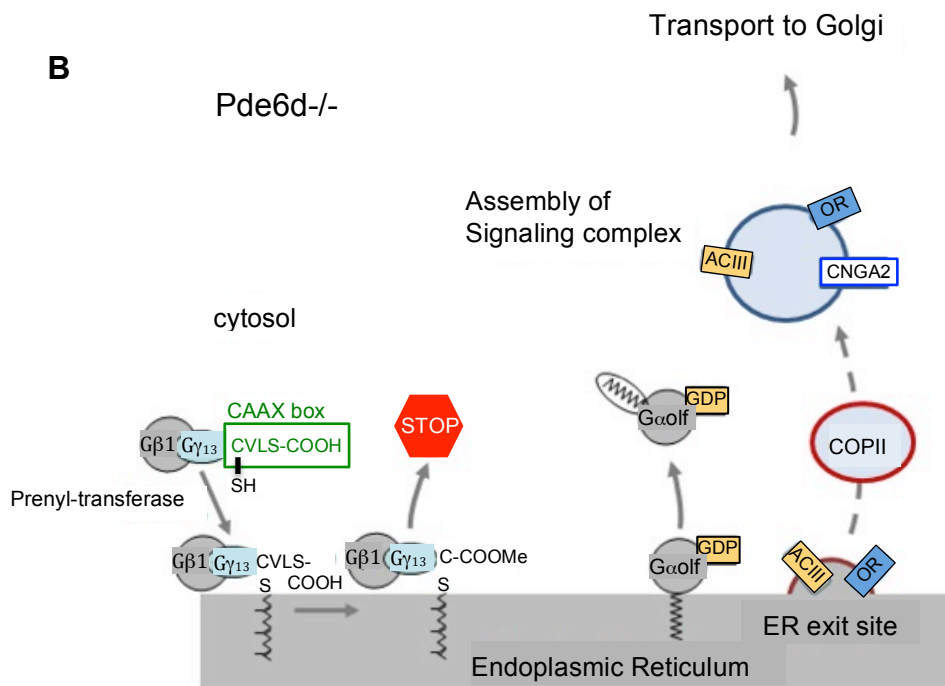 Transport to Golgi
B
Pde6d-/-
Assembly of
Signaling complex
OR
ACIII
CNGA2
cytosol
CAAX box
Gβ1 Gγ13 CVLS-COOH
SH
STOP
GDP
Gαolf
COPII
Prenyl-transferase
Gβ1 Gγ13 CVLS-
COOH
S
Gβ1 Gγ13 C-COOMe
S
GDP
Gαolf
ACIII OR
ER exit site
Endoplasmic Reticulum